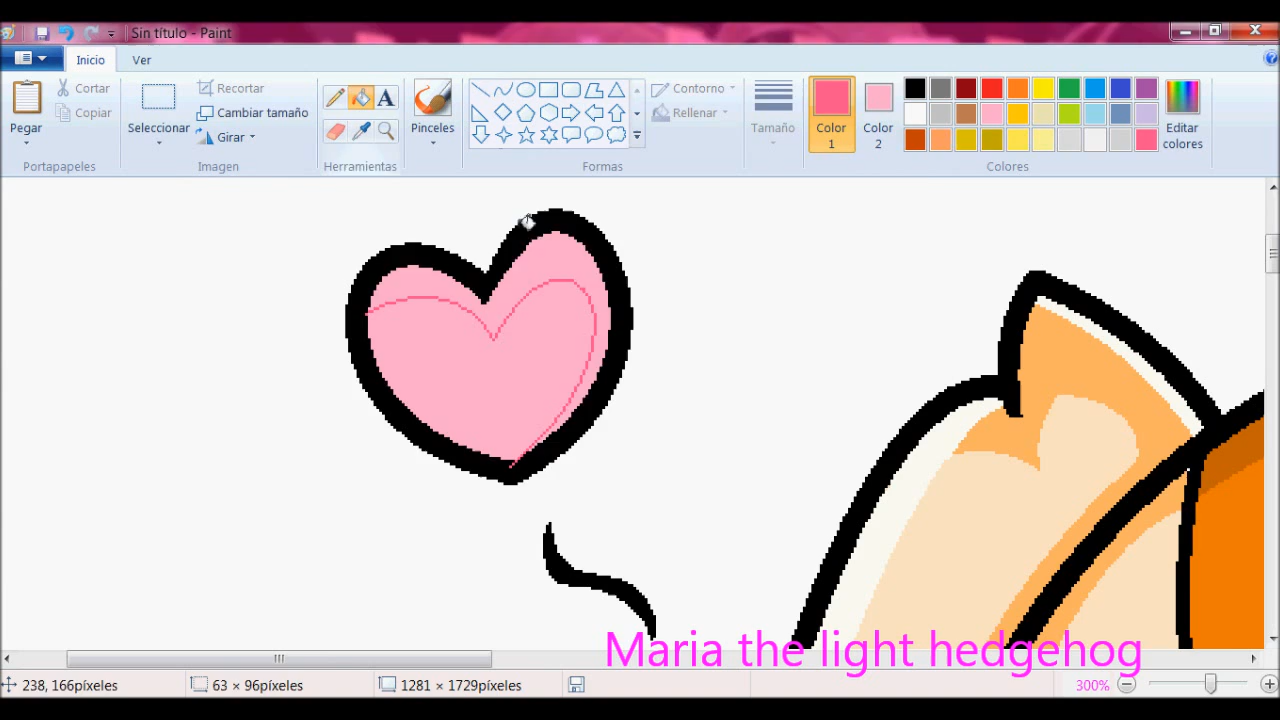 Sin título - Paint
Inicio Ver
Pegar
Cortar
Copiar
Portapapeles
Seleccionar
Recortar
Cambiar tamaño
Girar
Imagen
A
Herramientas
Pinceles
Contorno
Rellenar
Formas
Tamaño
Color 1
Color 2
Editar colores
Colores
Maria the light hedgehog
238, 166píxeles 63 × 96píxeles 1281 × 1729píxeles 300%